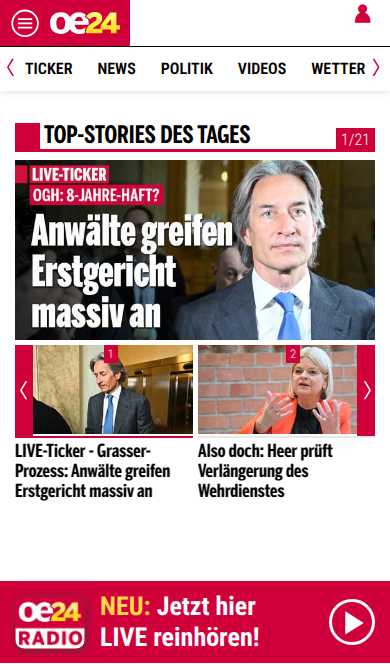 oe24
TICKER NEWS POLITIK VIDEOS WETTER
TOP-STORIES DES TAGES
1/21
LIVE-TICKER
OGH: 8-JAHRE-HAFT?
Anwälte greifen
Erstgericht
massiv an
1
2
LIVE-Ticker - Grasser-
Prozess: Anwälte greifen
Erstgericht massiv an
Also doch: Heer prüft
Verlängerung des
Wehrdienstes
oe24
RADIO
NEU: Jetzt hier
LIVE reinhören!